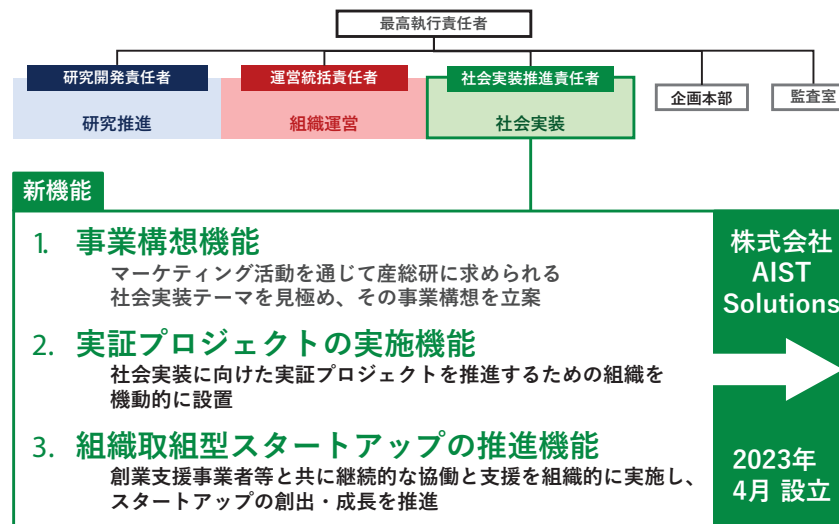 最高執行責任者
研究開発責任者
運営統括責任者
社会実装推進責任者
研究推進
組織運営
社会実装
企画本部
監査室
新機能
1. 事業構想機能
マーケティング活動を通じて産総研に求められる
社会実装テーマを見極め、その事業構想を立案
2. 実証プロジェクトの実施機能
社会実装に向けた実証プロジェクトを推進するための組織を
機動的に設置
3. 組織取組型スタートアップの推進機能
創業支援事業者等と共に継続的な協働と支援を組織的に実施し、
スタートアップの創出・成長を推進
株式会社
AIST
Solutions
2023年
4月 設立